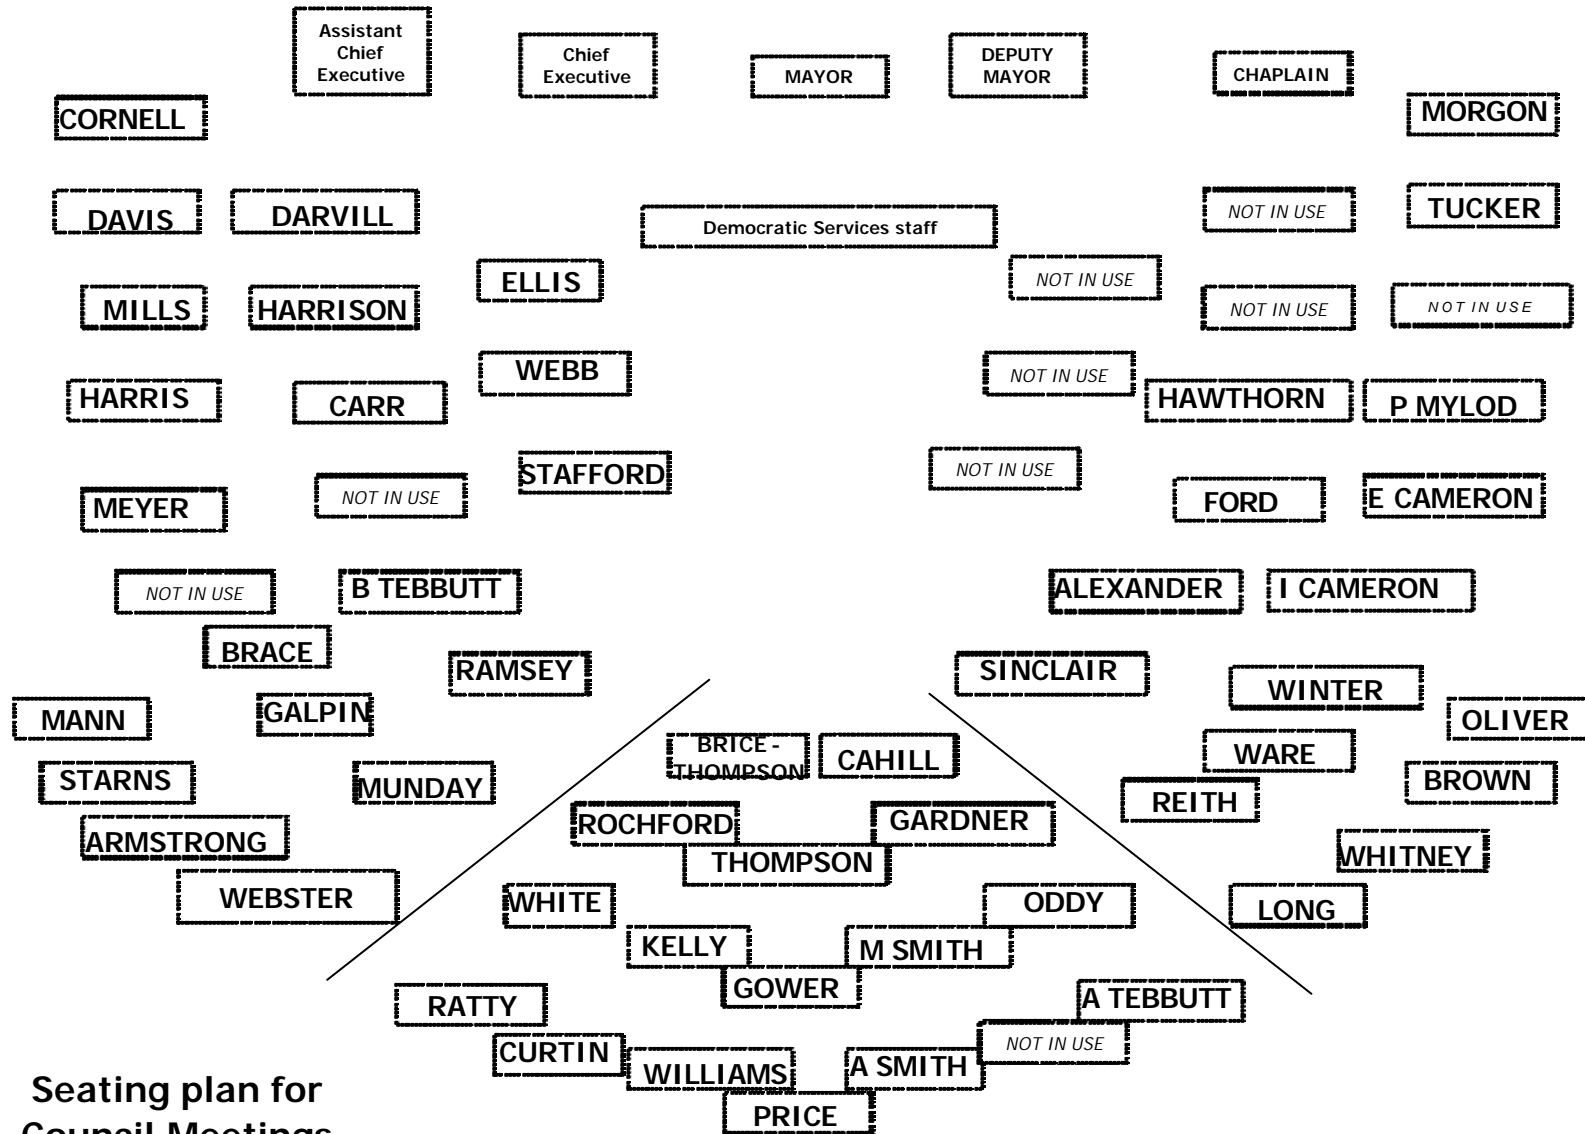 Assistant
Chief
Executive
Chief
Executive
MAYOR
DEPUTY
MAYOR
CHAPLAIN
CORNELL
MORGON
DAVIS
DARVILL
Democratic Services staff
NOT IN USE
TUCKER
ELLIS
NOT IN USE
MILLS
HARRISON
NOT IN USE
NOT IN USE
WEBB
NOT IN USE
HARRIS
CARR
HAWTHORN
P MYLOD
STAFFORD
NOT IN USE
MEYER
NOT IN USE
FORD
E CAMERON
NOT IN USE
B TEBBUTT
ALEXANDER
I CAMERON
BRACE
RAMSEY
SINCLAIR
WINTER
MANN
GALPIN
OLIVER
BRICE -
THOMPSON
CAHILL
WARE
STARNS
MUNDAY
REITH
BROWN
ROCHFORD
GARDNER
ARMSTRONG
THOMPSON
WHITNEY
WEBSTER
WHITE
ODDY
LONG
KELLY
M SMITH
GOWER
RATTY
A TEBBUTT
CURTIN
NOT IN USE
WILLIAMS
A SMITH
PRICE
Seating plan for
Council Meetings